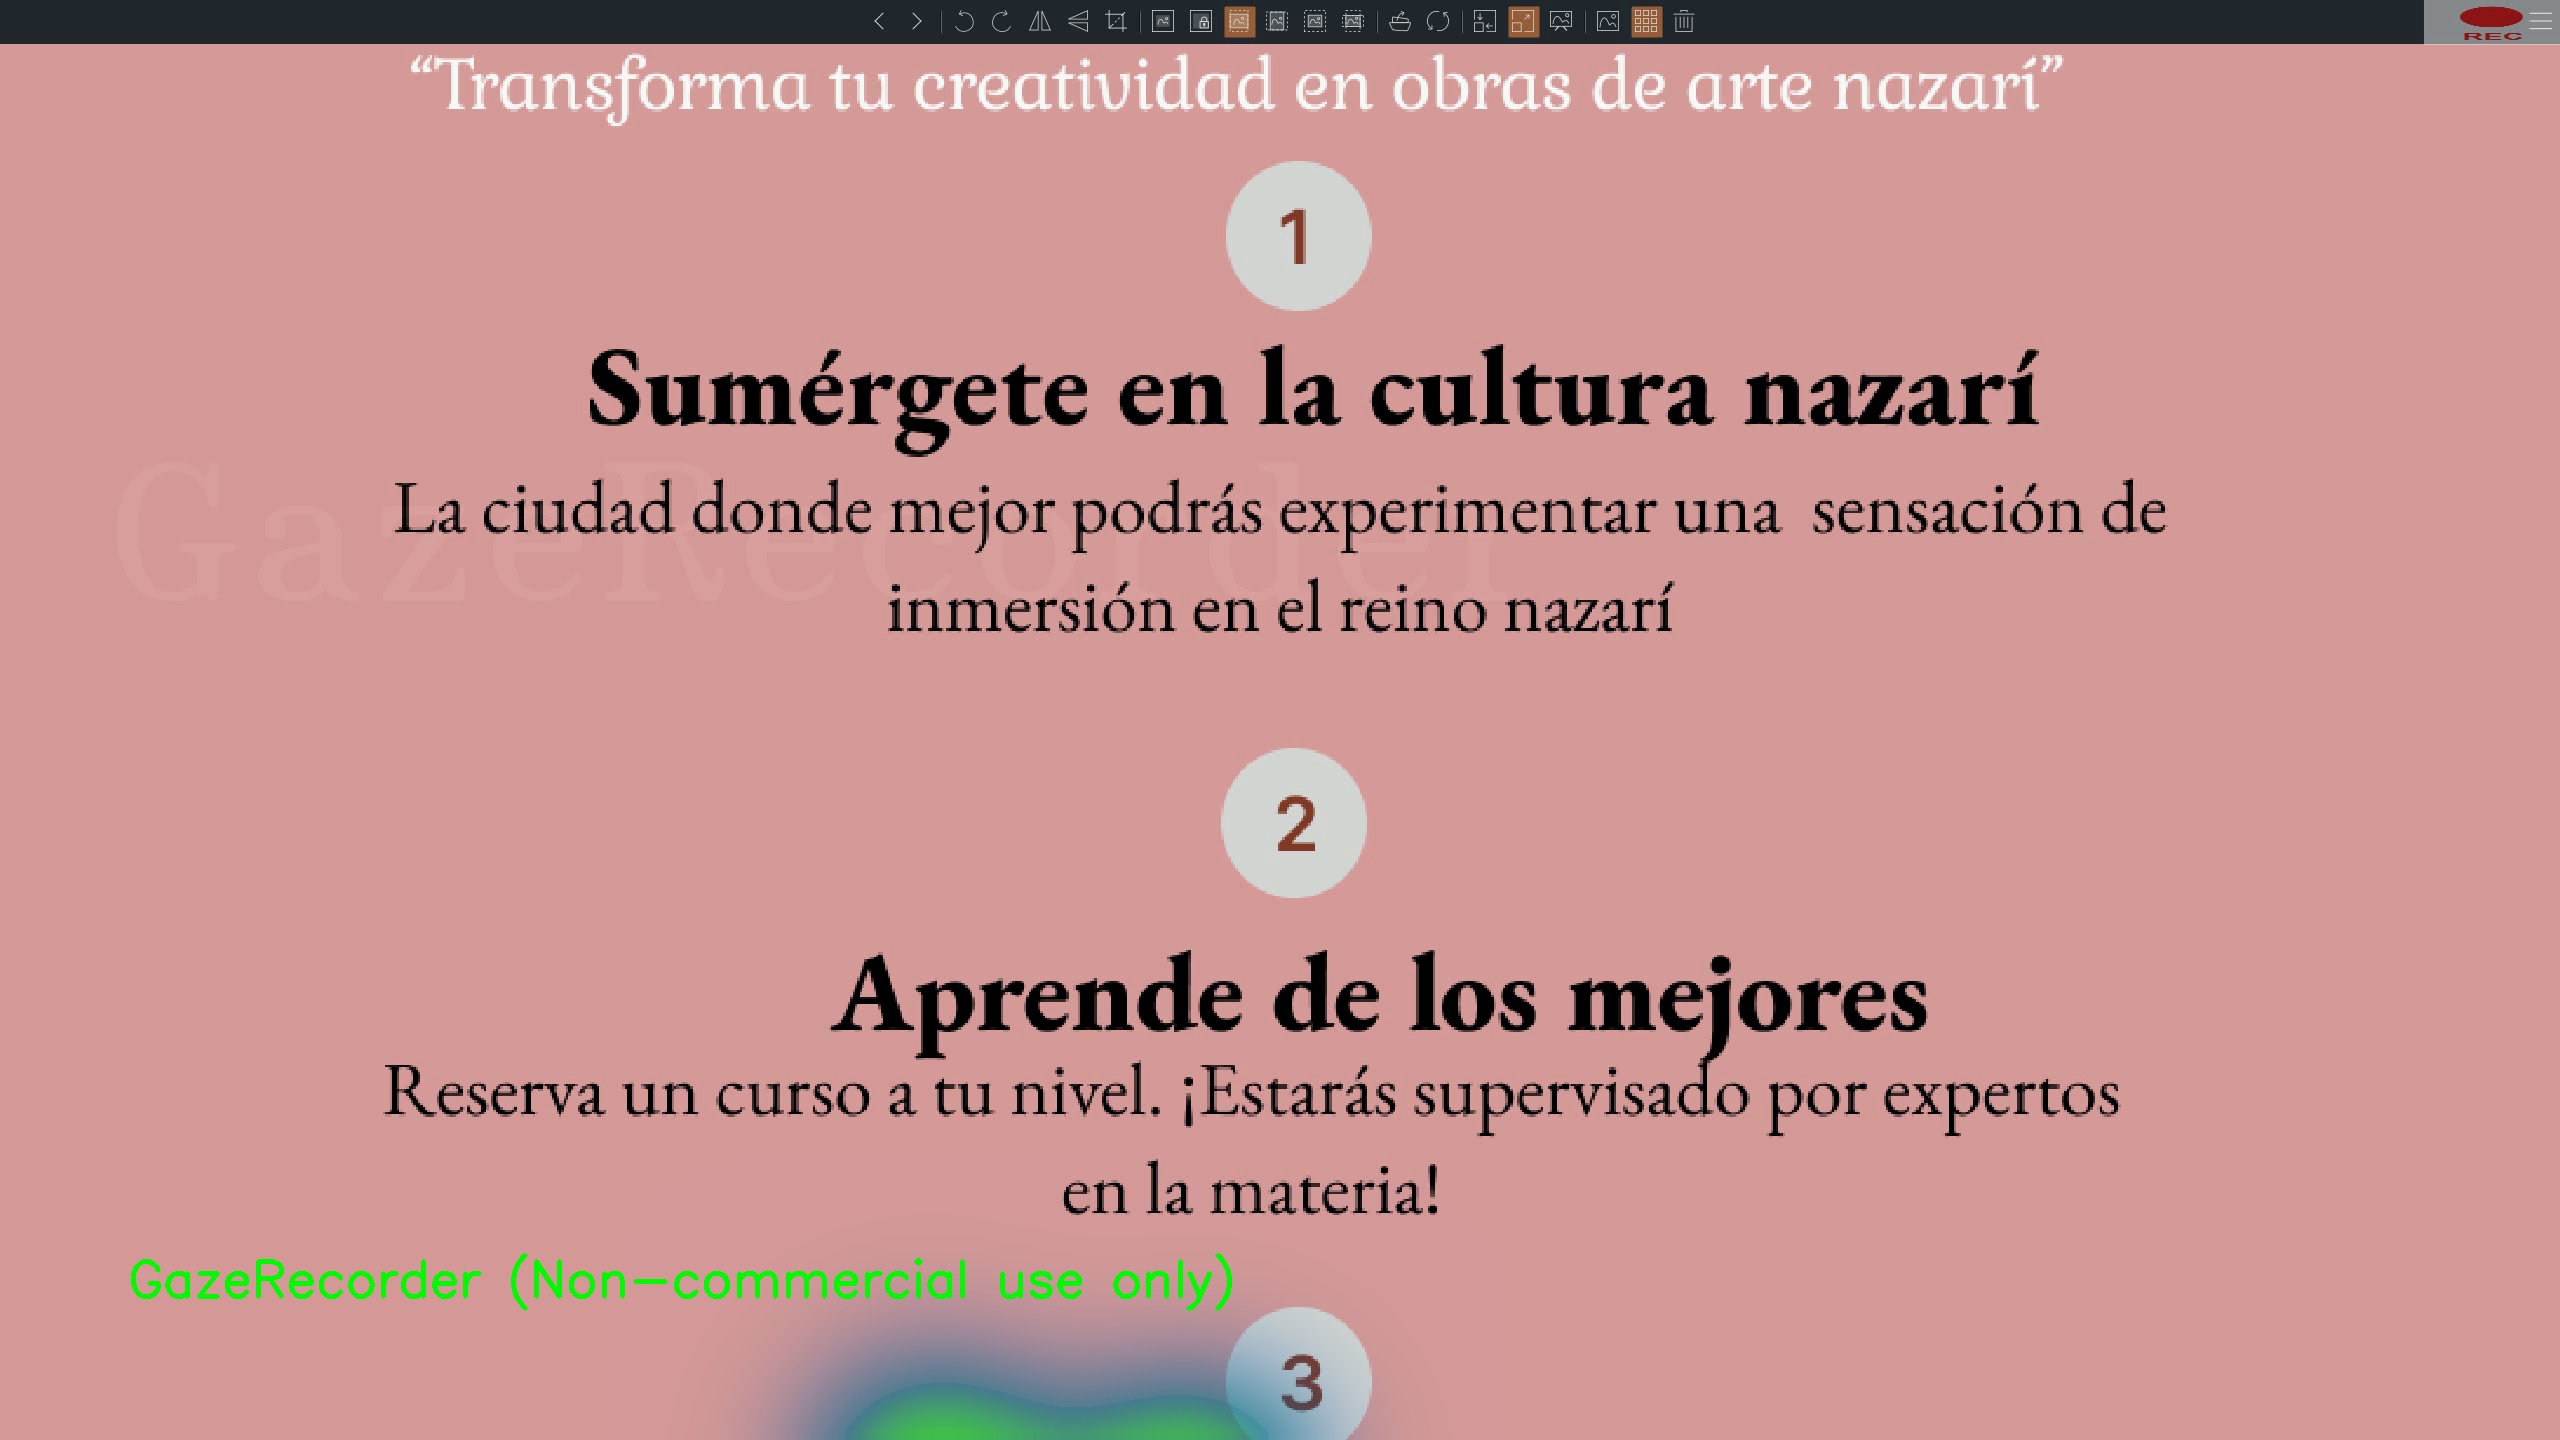 REC
“Transforma tu creatividad en obras de arte nazarí”
1
Sumérgete en la cultura nazarí
La ciudad donde mejor podrás experimentar una sensación de
inmersión en el reino nazarí
GazeRecorder
2
Aprende de los mejores
Reserva un curso a tu nivel. ¡Estarás supervisado por expertos
en la materia!
GazeRecorder (Non-commercial use only)
3